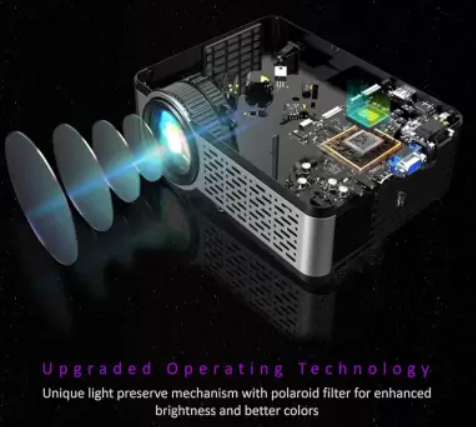 Upgraded Operating Technology
Unique light preserve mechanism with polaroid filter for enhanced
brightness and better colors